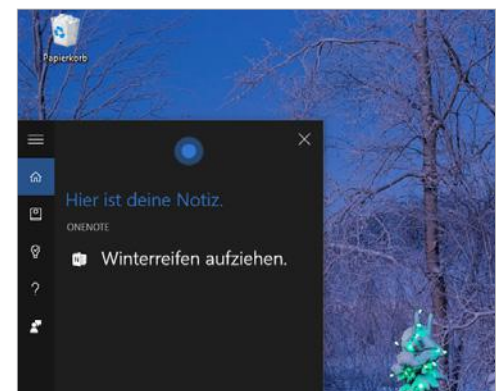 Papierkorb
Hier ist deine Notiz.
ONENOTE
Winterreifen aufziehen.